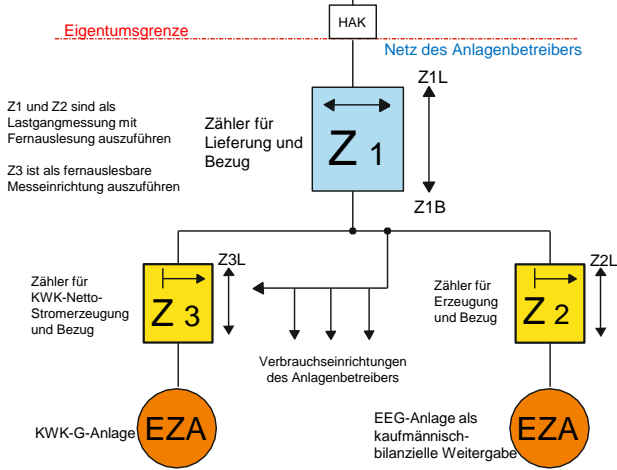 HAK
Eigentumsgrenze
Netz des Anlagenbetreibers
Z1 und Z2 sind als
Lastgangmessung mit
Fernauslesung auszuführen
Z3 ist als fernauslesbare
Messeinrichtung auszuführen
Zähler für
Lieferung und
Bezug
Z 1
Z1L
Z1B
Zähler für
KWK-Netto-
Stromerzeugung
und Bezug
Z 3
Z3L
Verbrauchseinrichtungen
des Anlagenbetreibers
Zähler für
Erzeugung
und Bezug
Z 2
Z2L
KWK-G-Anlage
EZA
EEG-Anlage als
kaufmännisch-
bilanzielle Weitergabe
EZA